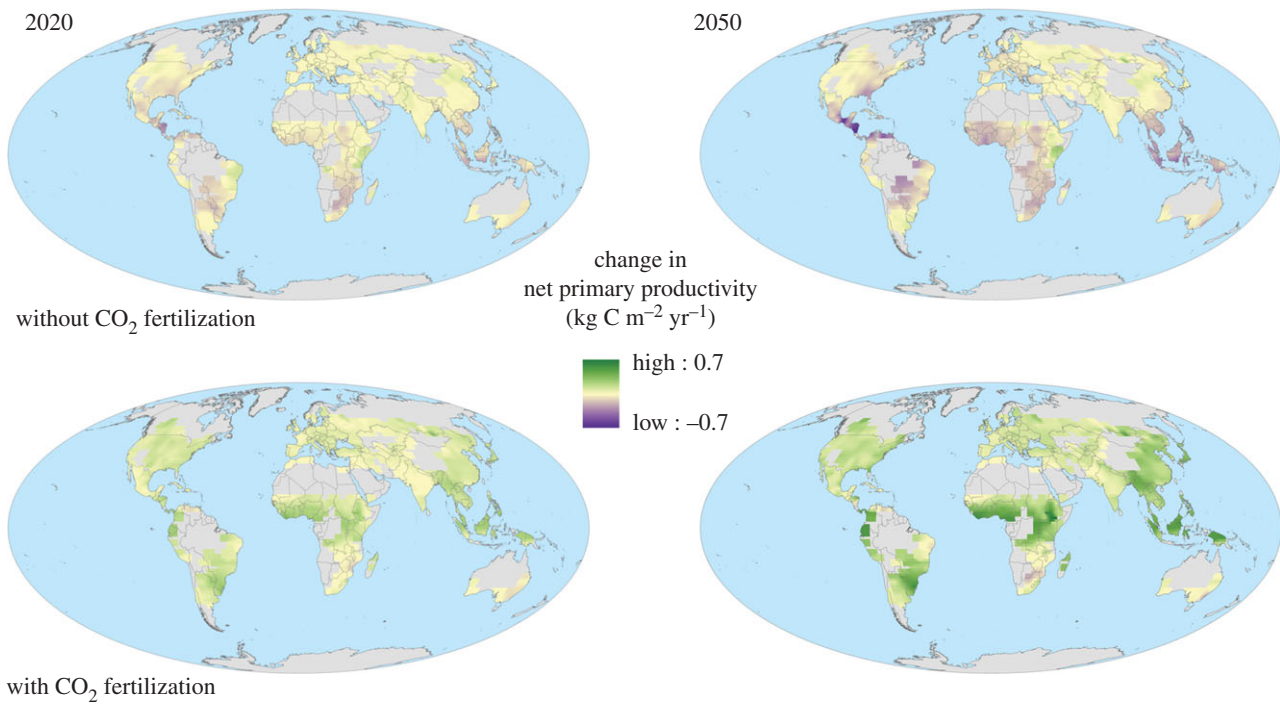 2020
2050
change in
net primary productivity
(kg C m⁻² yr⁻¹)
without CO₂ fertilization
high : 0.7
low : –0.7
with CO₂ fertilization